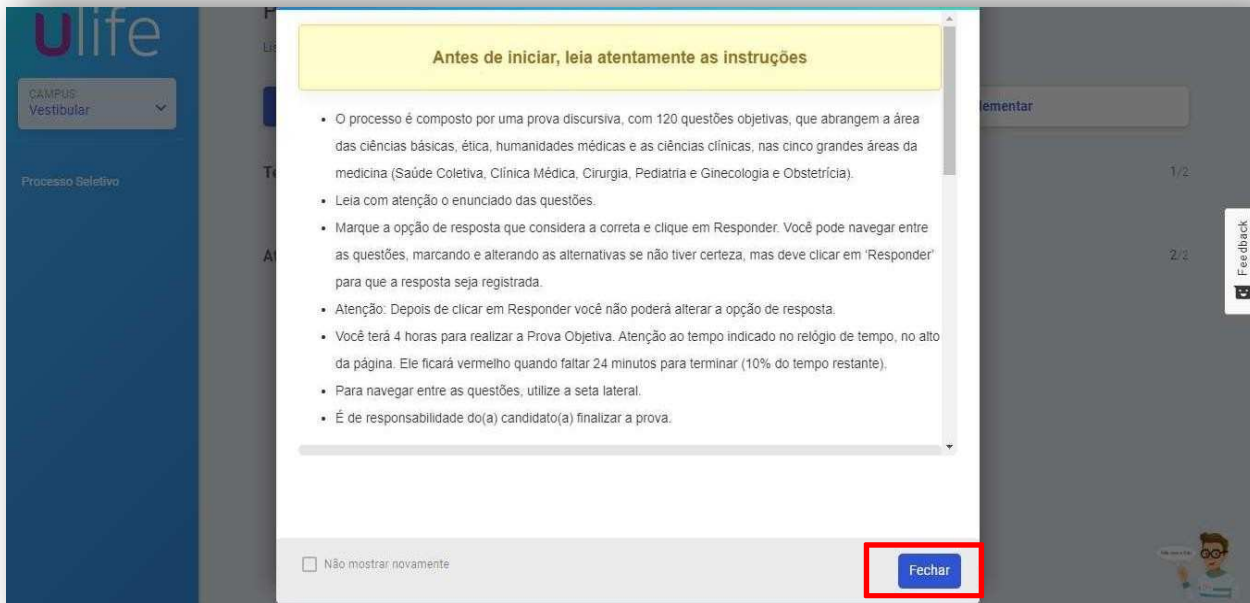 Ulife
CAMPUS
Vestibular
Processo Seletivo
P
Lis
lementar
Te
1/2
At
2/2
Antes de iniciar, leia atentamente as instruções
• O processo é composto por uma prova discursiva, com 120 questões objetivas, que abrangem a área
das ciências básicas, ética, humanidades médicas e as ciências clínicas, nas cinco grandes áreas da
medicina (Saúde Coletiva, Clínica Médica, Cirurgia, Pediatria e Ginecologia e Obstetrícia).
• Leia com atenção o enunciado das questões.
• Marque a opção de resposta que considera a correta e clique em Responder. Você pode navegar entre
as questões, marcando e alterando as alternativas se não tiver certeza, mas deve clicar em 'Responder'
para que a resposta seja registrada.
• Atenção: Depois de clicar em Responder você não poderá alterar a opção de resposta.
• Você terá 4 horas para realizar a Prova Objetiva. Atenção ao tempo indicado no relógio de tempo, no alto
da página. Ele ficará vermelho quando faltar 24 minutos para terminar (10% do tempo restante).
• Para navegar entre as questões, utilize a seta lateral.
• É de responsabilidade do(a) candidato(a) finalizar a prova.
Não mostrar novamente
Fechar
Feedback